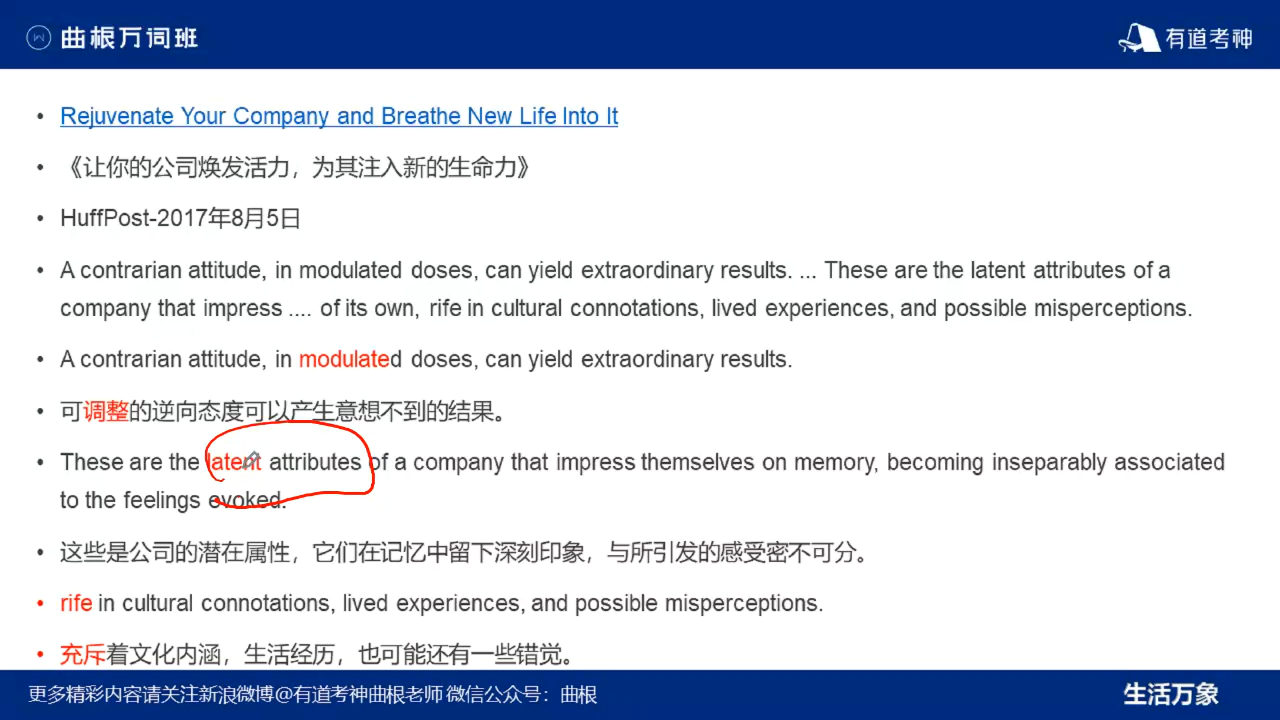 曲根万词班
有道考神
• Rejuvenate Your Company and Breathe New Life Into It
• 《让你的公司焕发活力，为其注入新的生命力》
• HuffPost-2017年8月5日
• A contrarian attitude, in modulated doses, can yield extraordinary results. ... These are the latent attributes of a
company that impress .... of its own, rife in cultural connotations, lived experiences, and possible misperceptions.
• A contrarian attitude, in modulated doses, can yield extraordinary results.
• 可调整的逆向态度可以产生意想不到的结果。
• These are the latent attributes of a company that impress themselves on memory, becoming inseparably associated
to the feelings evoked.
• 这些是公司的潜在属性，它们在记忆中留下深刻印象，与所引发的感受密不可分。
• rife in cultural connotations, lived experiences, and possible misperceptions.
• 充斥着文化内涵，生活经历，也可能还有一些错觉。
更多精彩内容请关注新浪微博@有道考神曲根老师 微信公众号：曲根
生活万象